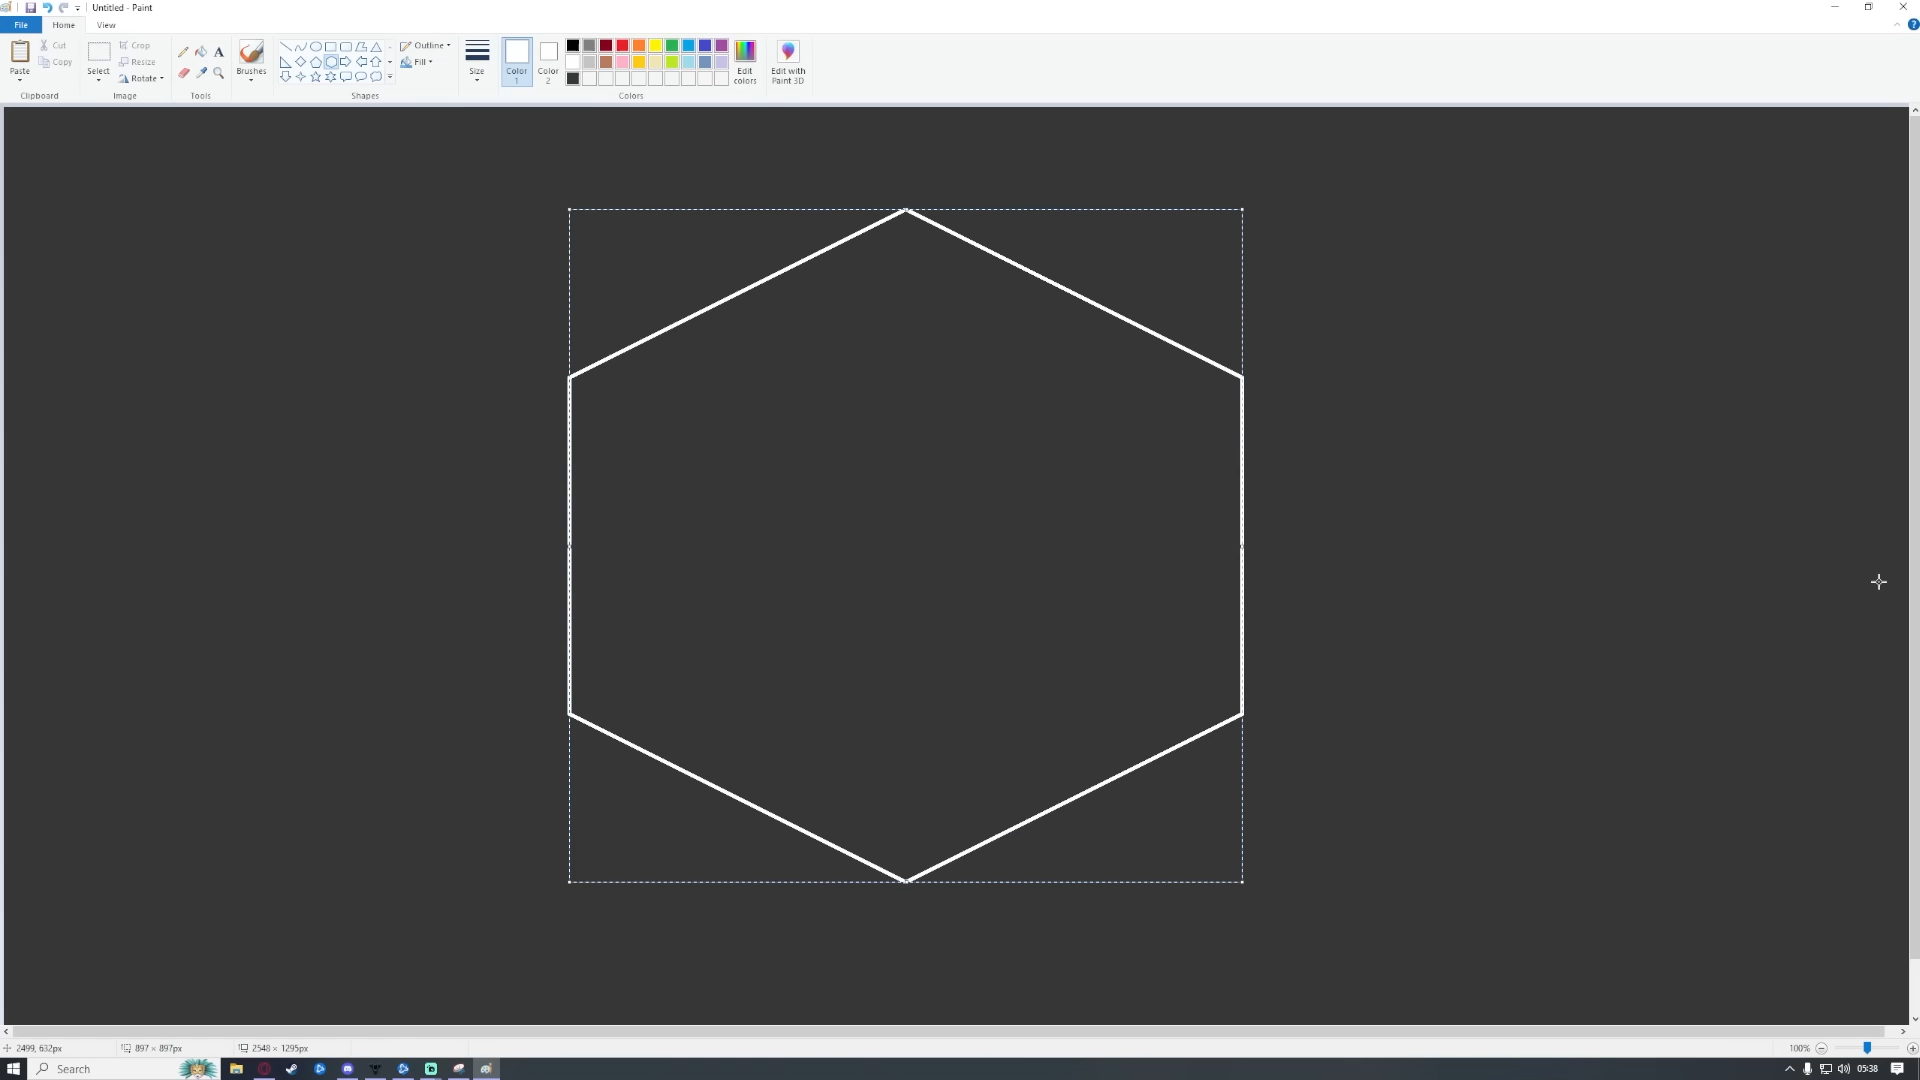 Untitled - Paint
File Home View
Paste
Cut
Copy
Clipboard
Select
Crop
Resize
Rotate
Image
A
Tools
Brushes
Outline
Fill
Shapes
Size
Color
1
Color
2
Colors
Edit
colors
Edit with
Paint 3D
2499, 632px
897 × 897px
2548 × 1295px
100%
Search
05:38